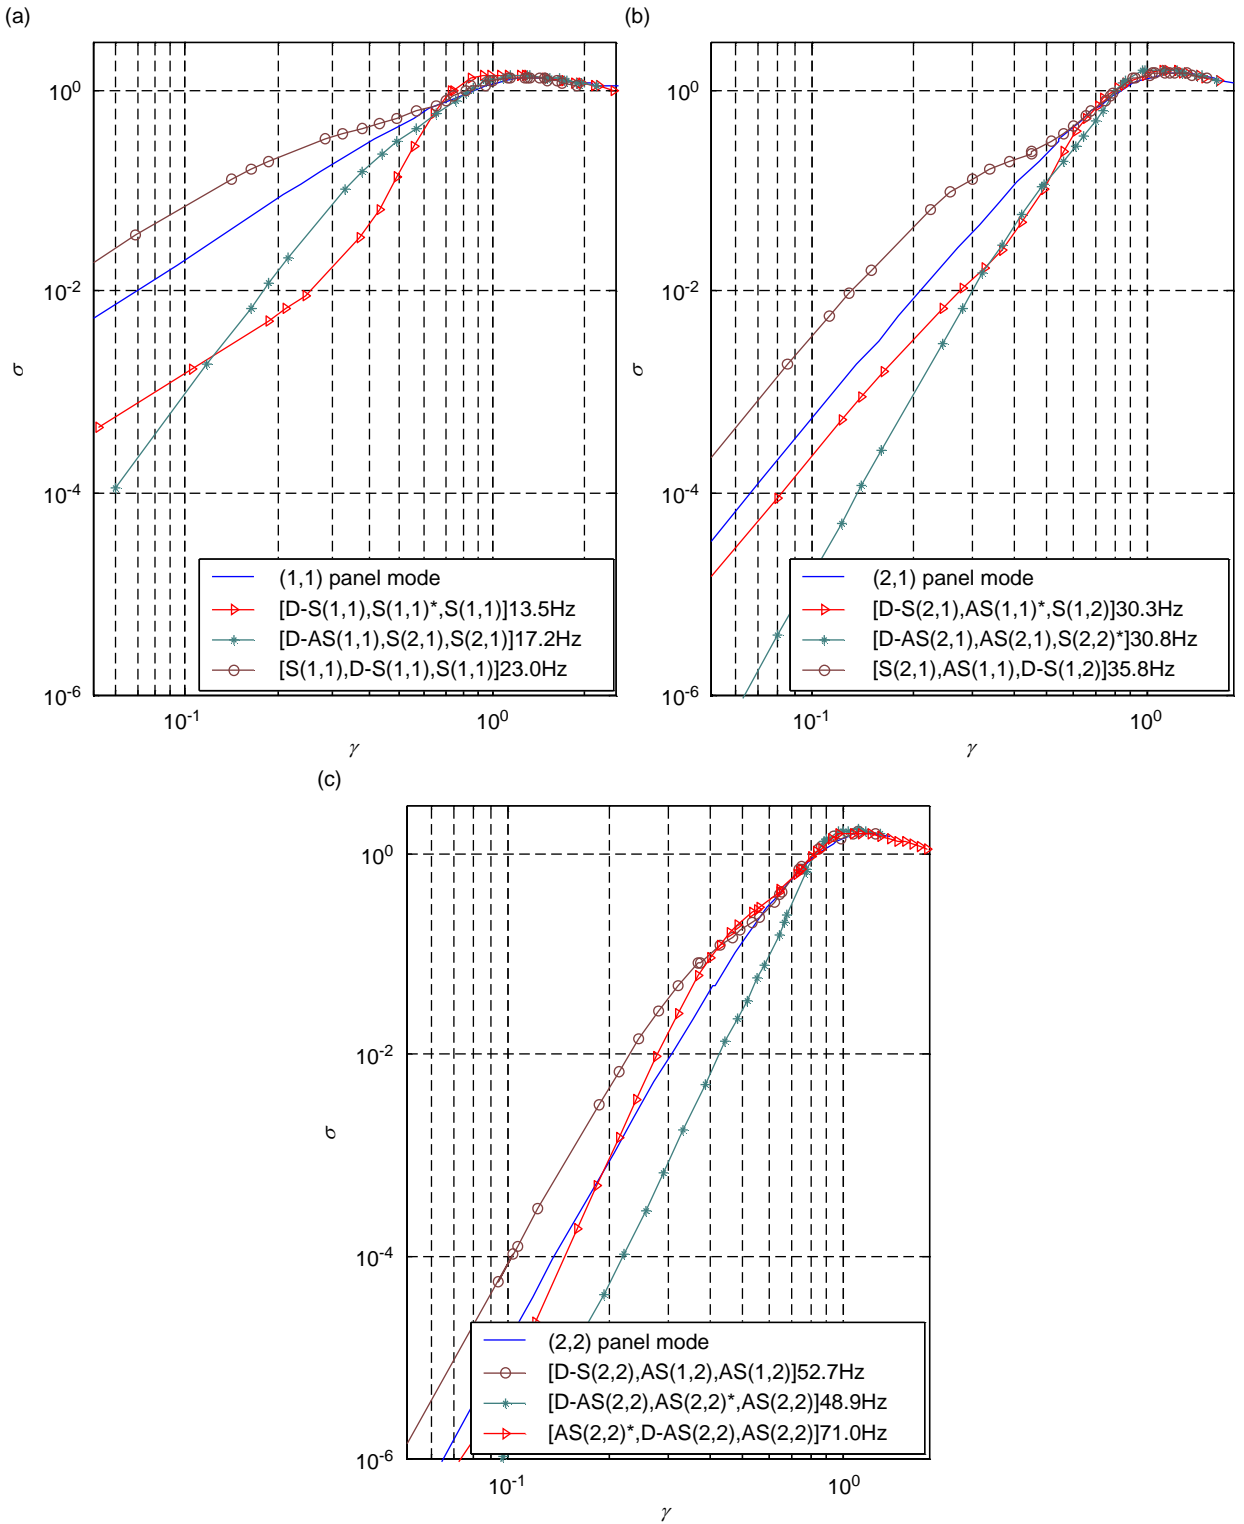 (a)
10^0
10^-2
10^-4
10^-6
σ
(1,1) panel mode
[D-S(1,1),S(1,1)*,S(1,1)]13.5Hz
[D-AS(1,1),S(2,1),S(2,1)]17.2Hz
[S(1,1),D-S(1,1),S(1,1)]23.0Hz
10^-1
10^0
γ
(b)
10^0
10^-2
10^-4
10^-6
σ
(2,1) panel mode
[D-S(2,1),AS(1,1)*,S(1,2)]30.3Hz
[D-AS(2,1),AS(2,1),S(2,2)*]30.8Hz
[S(2,1),AS(1,1),D-S(1,2)]35.8Hz
10^-1
10^0
γ
(c)
10^0
10^-2
10^-4
10^-6
σ
(2,2) panel mode
[D-S(2,2),AS(1,2),AS(1,2)]52.7Hz
[D-AS(2,2),AS(2,2)*,AS(2,2)]48.9Hz
[AS(2,2)*,D-AS(2,2),AS(2,2)]71.0Hz
10^-1
10^0
γ